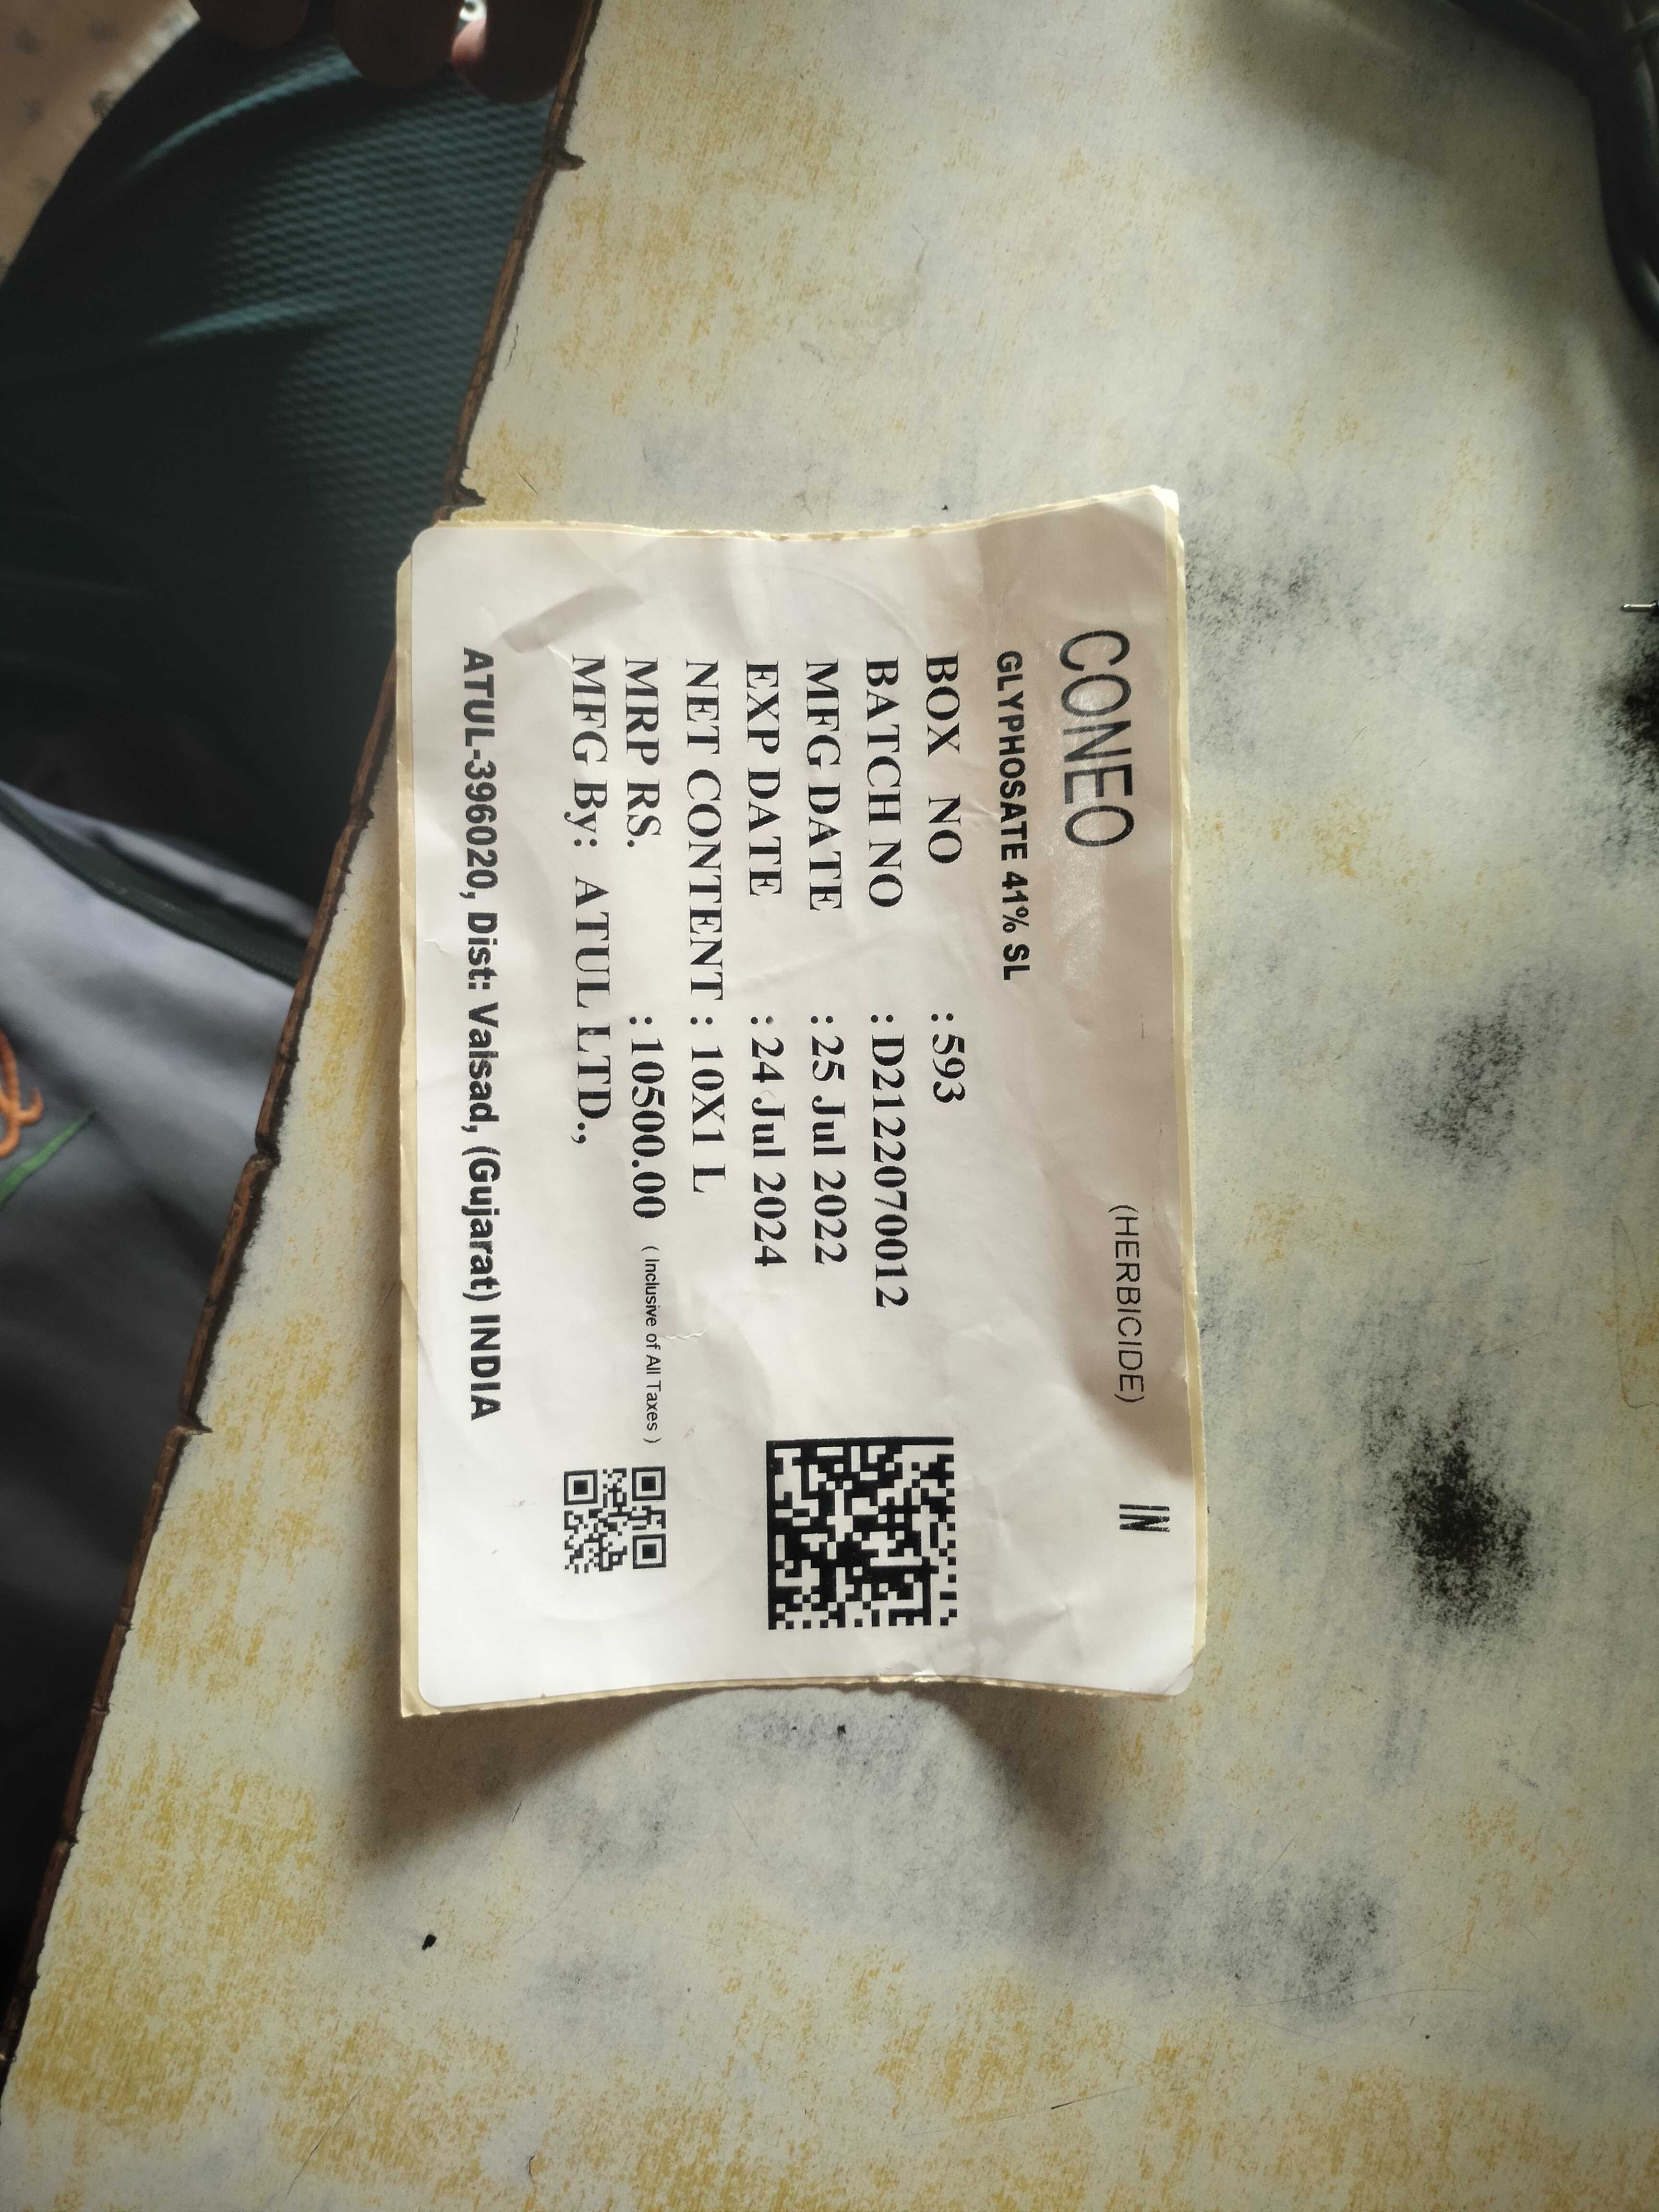 CONEO (HERBICIDE) IN
GLYPHOSATE 41% SL
BOX NO : 593
BATCH NO : D2122070012
MFG DATE : 25 Jul 2022
EXP DATE : 24 Jul 2024
NET CONTENT : 10X1 L
MRP RS. : 10500.00 ( Inclusive of All Taxes )
MFG By: ATUL LTD.,
ATUL-396020, Dist: Valsad, (Gujarat) INDIA